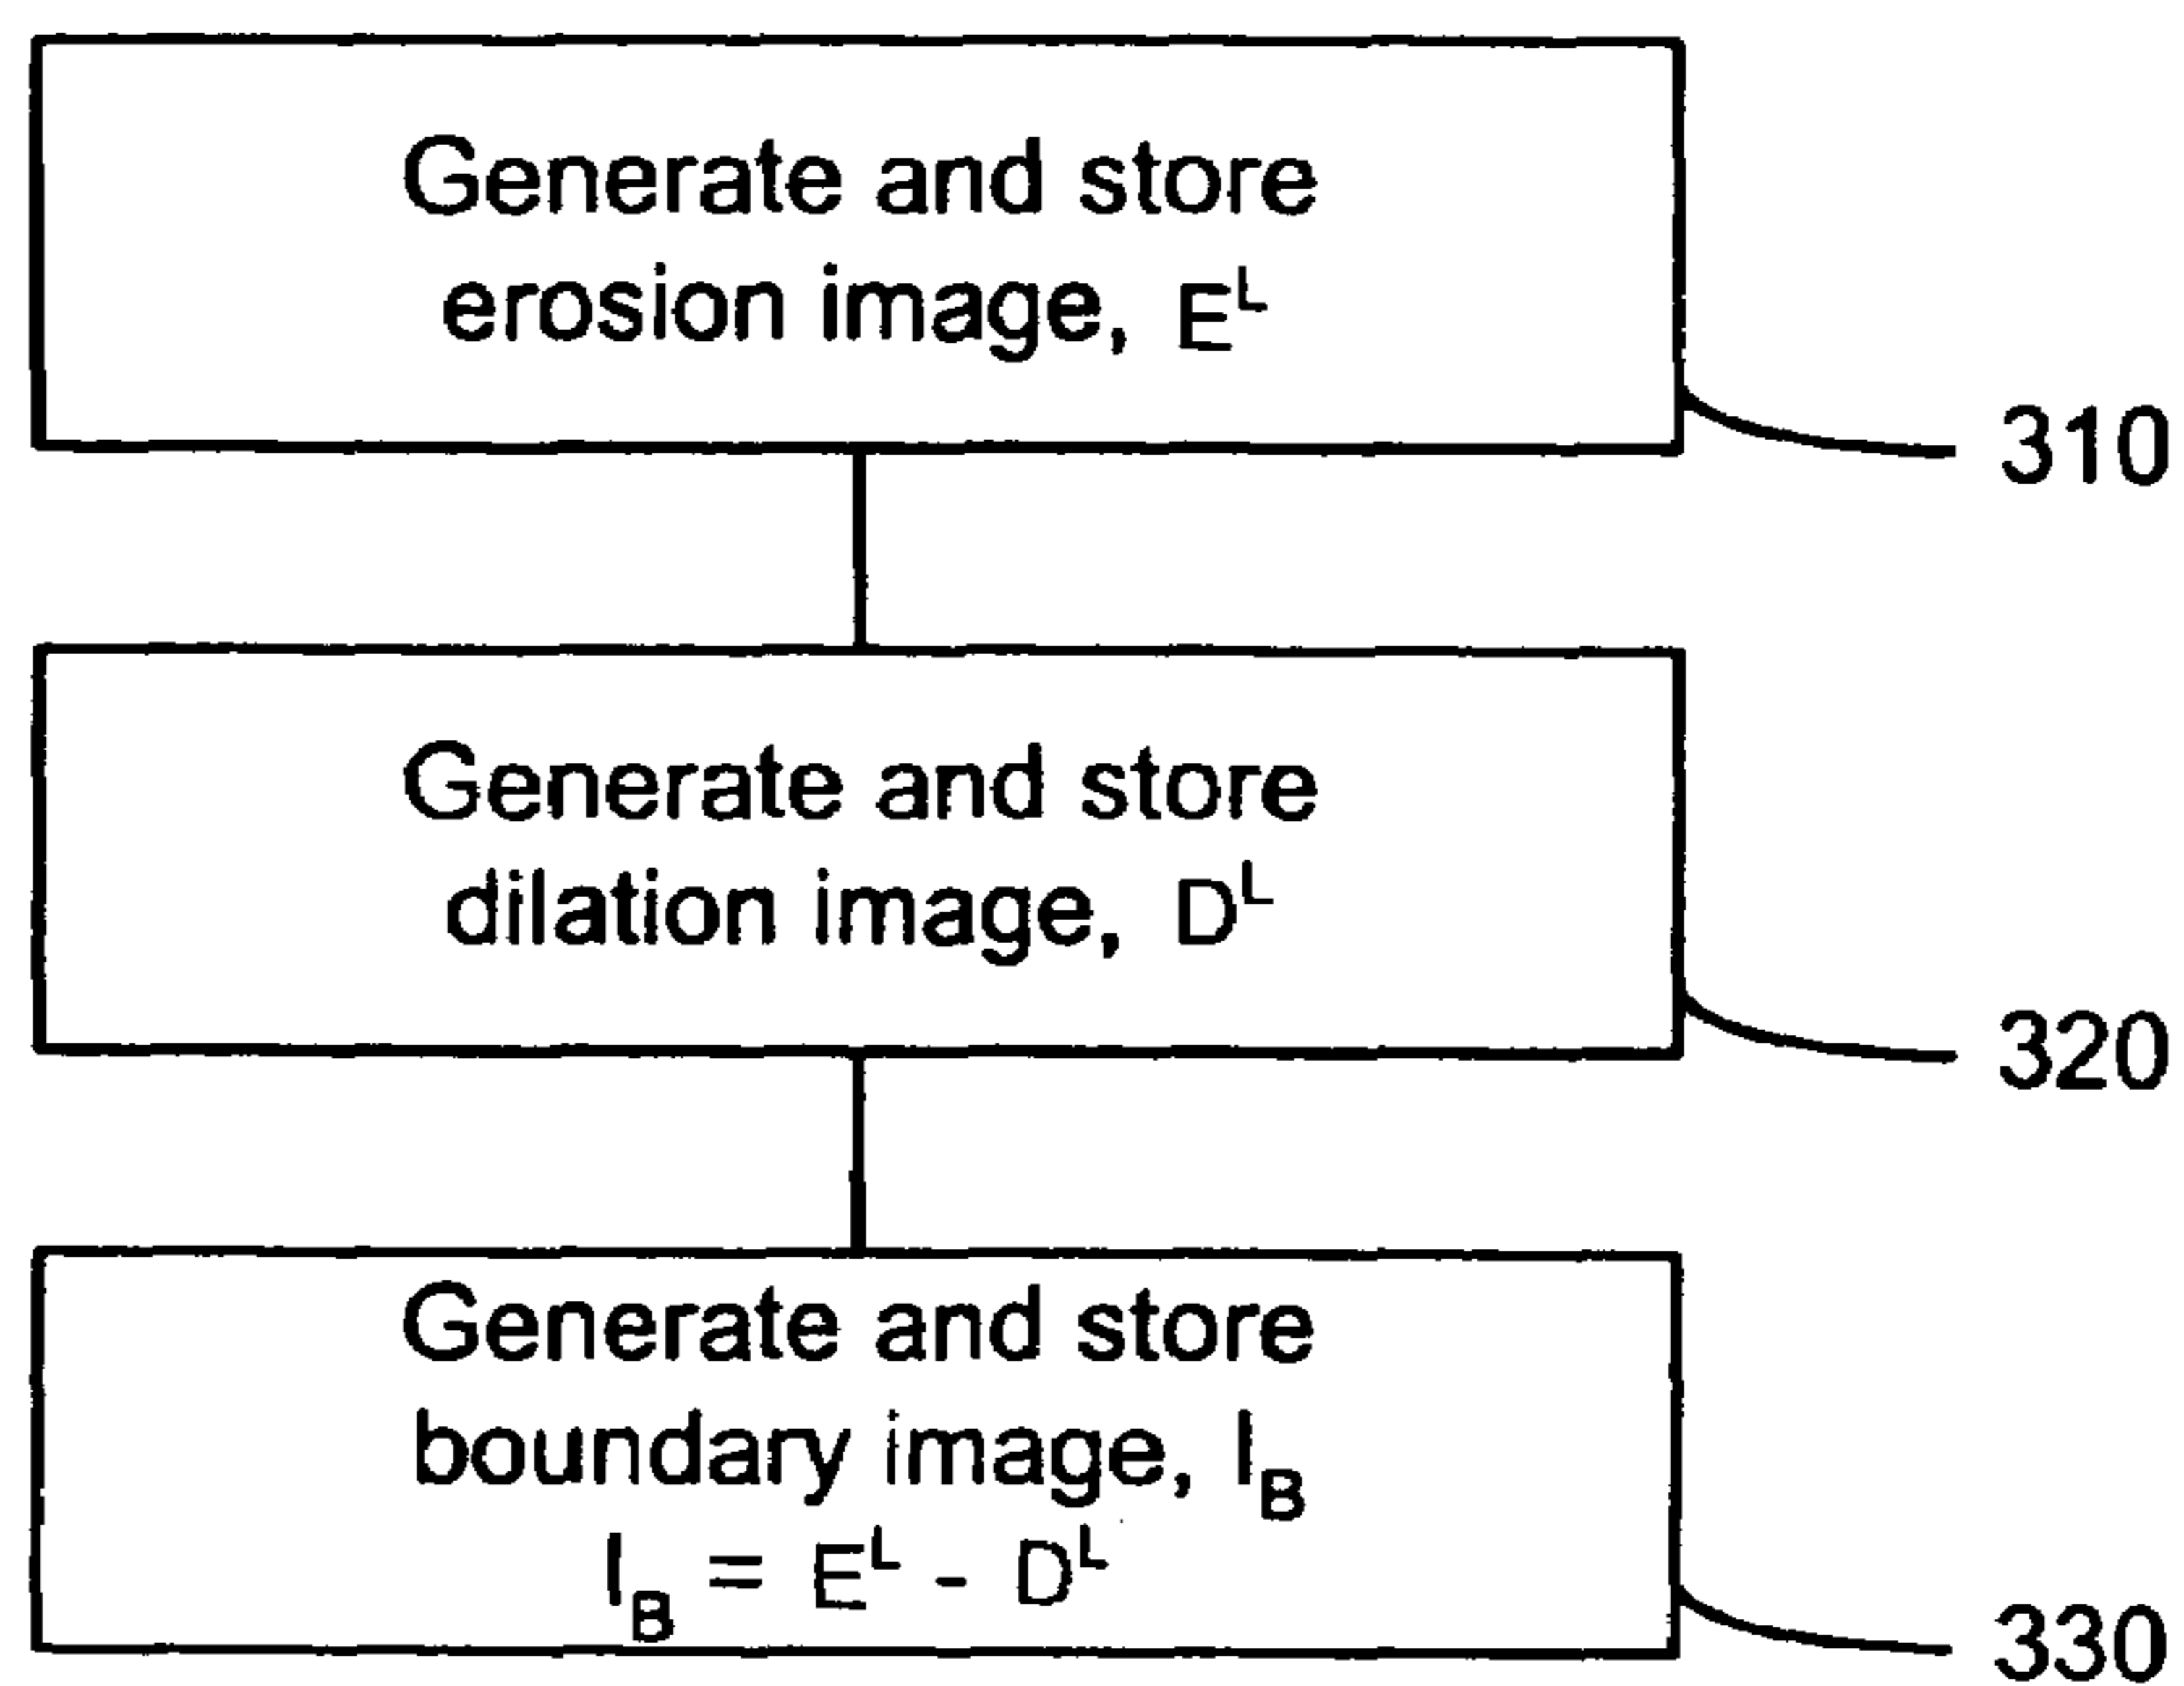 Generate and store
erosion image, E^L
310
Generate and store
dilation image, D^L
320
Generate and store
boundary image, I_B
I_B = E^L - D^L
330